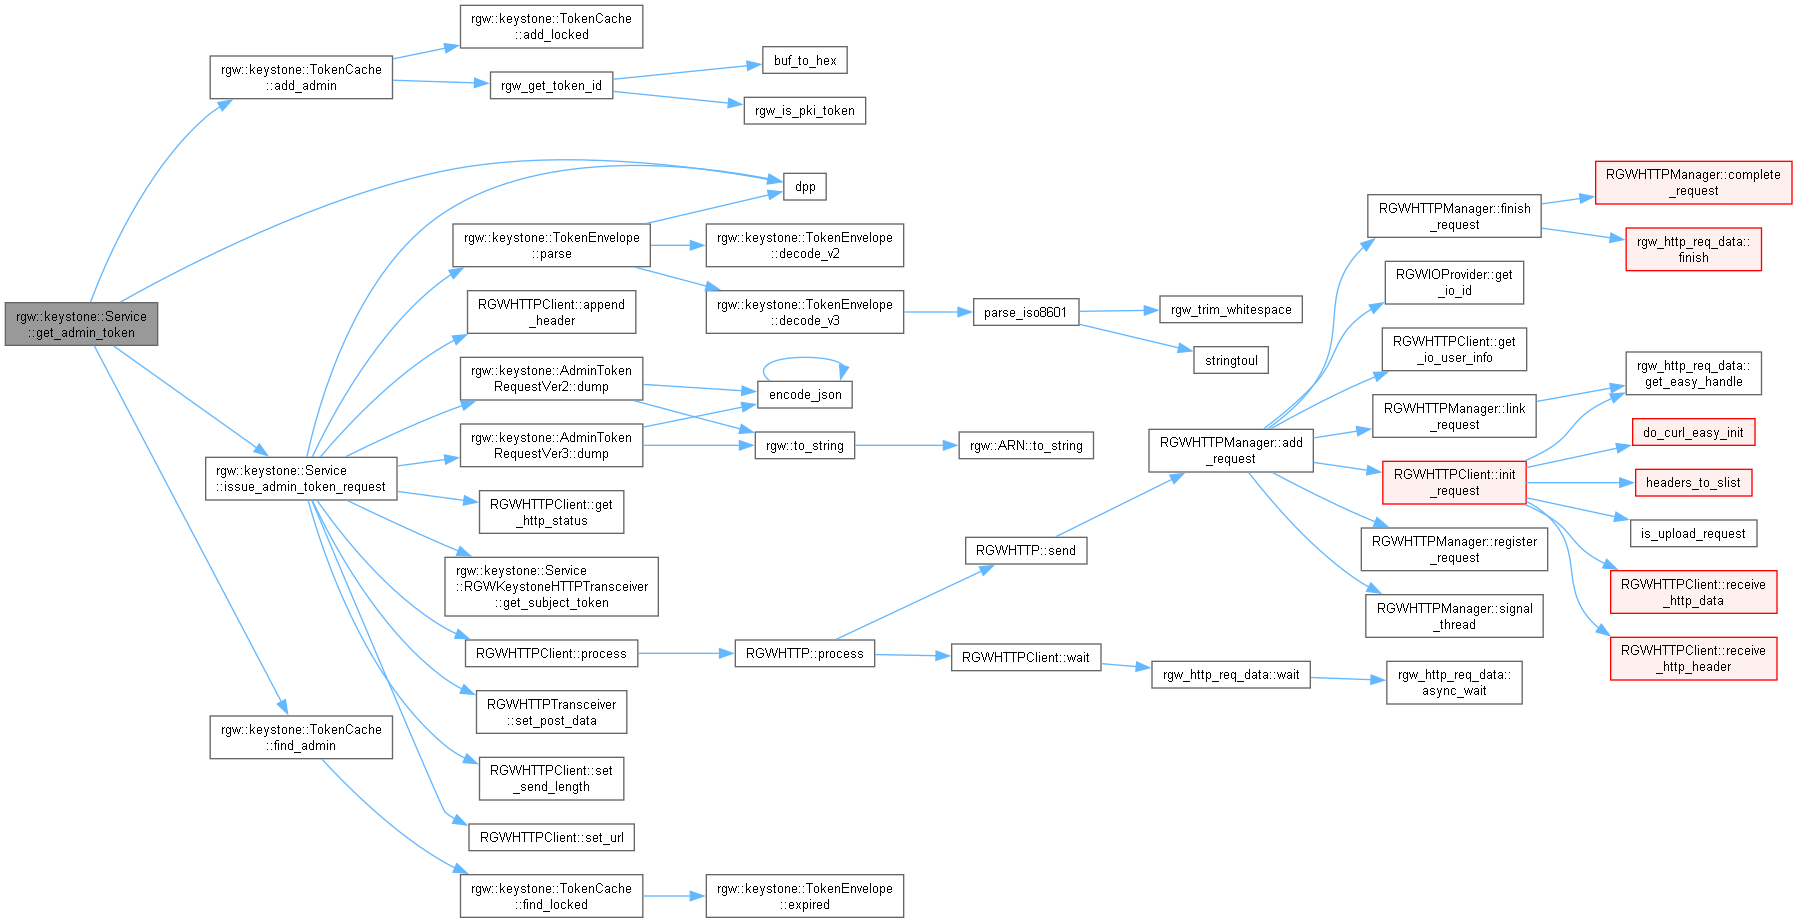 rgw::keystone::Service
::get_admin_token
rgw::keystone::TokenCache
::add_admin
rgw::keystone::TokenCache
::add_locked
rgw_get_token_id
buf_to_hex
rgw_is_pki_token
dpp
rgw::keystone::Service
::issue_admin_token_request
rgw::keystone::TokenEnvelope
::parse
rgw::keystone::TokenEnvelope
::decode_v2
rgw::keystone::TokenEnvelope
::decode_v3
parse_iso8601
rgw_trim_whitespace
stringtoul
RGWHTTPClient::append
_header
rgw::keystone::AdminToken
RequestVer2::dump
encode_json
rgw::to_string
rgw::ARN::to_string
rgw::keystone::AdminToken
RequestVer3::dump
RGWHTTPClient::get
_http_status
rgw::keystone::Service
::RGWKeystoneHTTPTransceiver
::get_subject_token
RGWHTTPClient::process
RGWHTTP::process
RGWHTTP::send
RGWHTTPManager::add
_request
RGWHTTPManager::finish
_request
RGWHTTPManager::complete
_request
rgw_http_req_data::
finish
RGWIOProvider::get
_io_id
RGWHTTPClient::get
_io_user_info
RGWHTTPManager::link
_request
rgw_http_req_data::
get_easy_handle
RGWHTTPClient::init
_request
do_curl_easy_init
headers_to_slist
is_upload_request
RGWHTTPClient::receive
_http_data
RGWHTTPClient::receive
_http_header
RGWHTTPManager::register
_request
RGWHTTPManager::signal
_thread
RGWHTTPClient::wait
rgw_http_req_data::wait
rgw_http_req_data::
async_wait
RGWHTTPTransceiver
::set_post_data
RGWHTTPClient::set
_send_length
RGWHTTPClient::set_url
rgw::keystone::TokenCache
::find_admin
rgw::keystone::TokenCache
::find_locked
rgw::keystone::TokenEnvelope
::expired